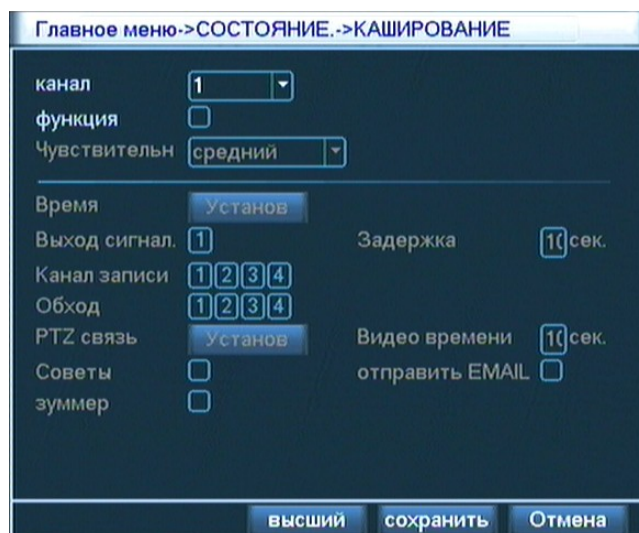 Главное меню->СОСТОЯНИЕ.->КАШИРОВАНИЕ
канал 1
функция
Чувствительн средний
Время Установ
Выход сигнал. 1 Задержка 10 сек.
Канал записи 1 2 3 4
Обход 1 2 3 4
PTZ связь Установ Видео времени 10 сек.
Советы отправить EMAIL
зуммер
высший сохранить Отмена